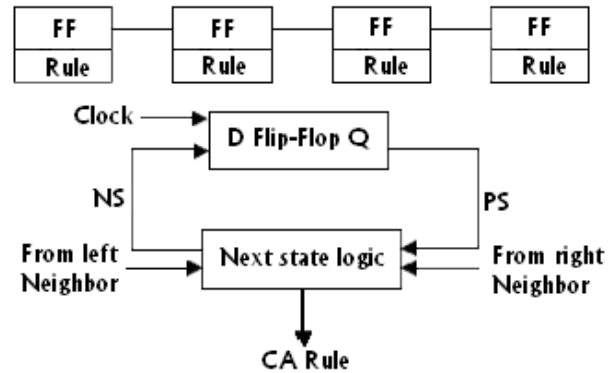 FF FF FF FF
Rule Rule Rule Rule
Clock
D Flip-Flop Q
NS
PS
From left
Neighbor
Next state logic
From right
Neighbor
CA Rule